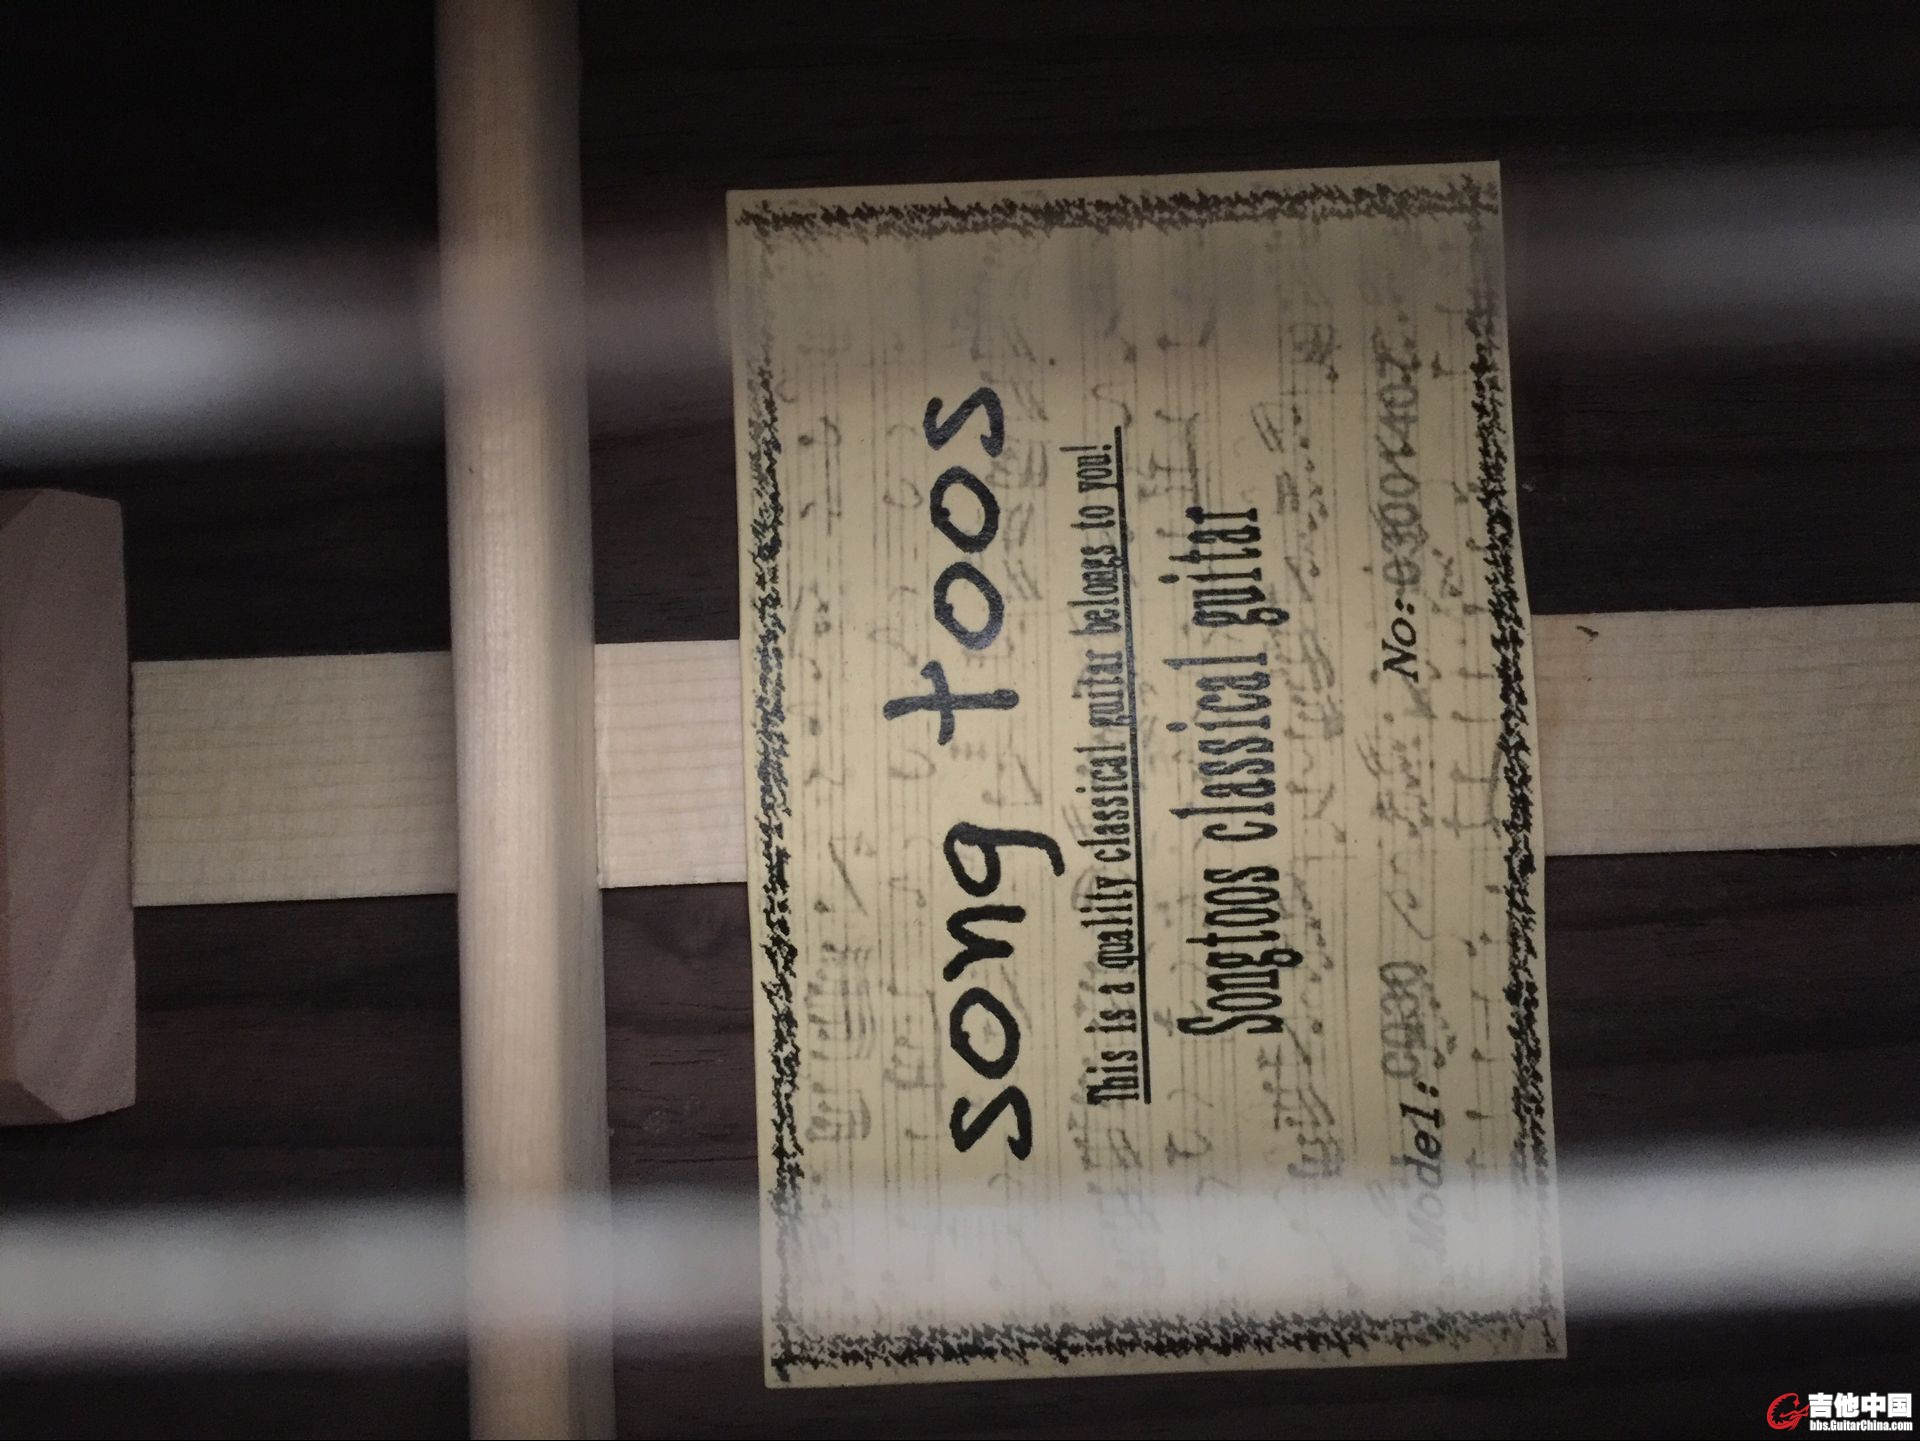 song toos
This is a quality classical guitar belongs to you!
Songtoos classical guitar
Model: CC30 No:
吉他中国
bbs.GuitarChina.com